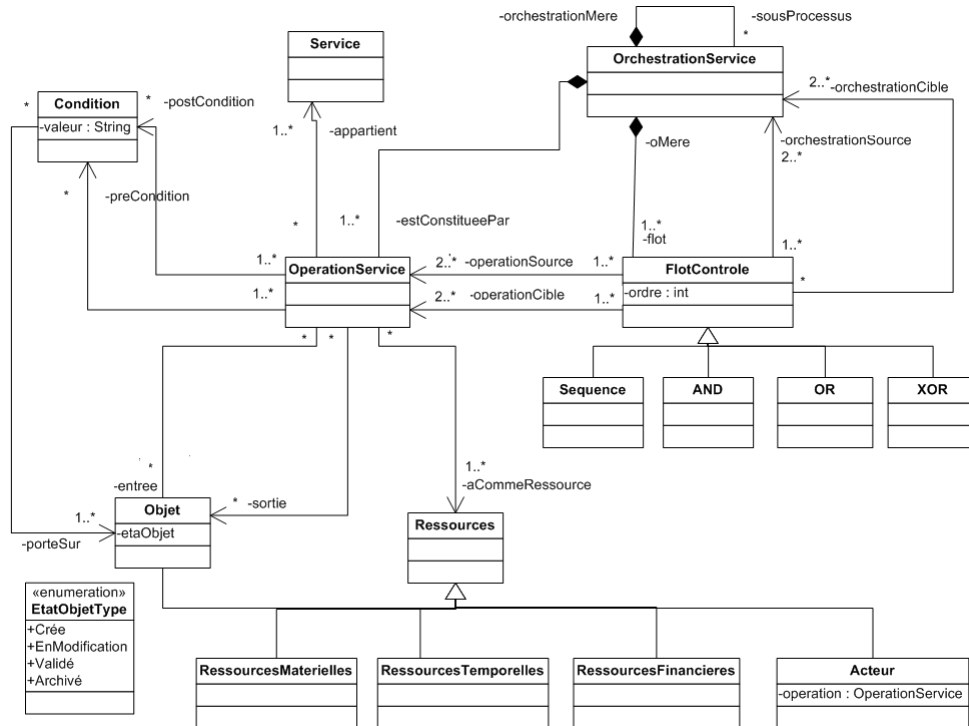 -orchestrationMere
-sousProcessus
*
Service
OrchestrationService
2..*
-orchestrationCible
*
Condition
*
-postCondition
-valeur : String
1..*
-appartient
-oMere
-orchestrationSource
2..*
*
-preCondition
*
1..*
-estConstitueePar
1..*
-flot
1..*
1..*
OperationService
2..*
-operationSource
1..*
FlotControle
*
1..*
2..*
-operationCible
1..*
-ordre : int
*
*
*
Sequence
AND
OR
XOR
*
-entree
1..*
-aCommeRessource
*
-sortie
Objet
-etaObjet
1..*
-porteSur
Ressources
«enumeration»
EtatObjetType
+Crée
+EnModification
+Validé
+Archivé
RessourcesMaterielles
RessourcesTemporelles
RessourcesFinancieres
Acteur
-operation : OperationService